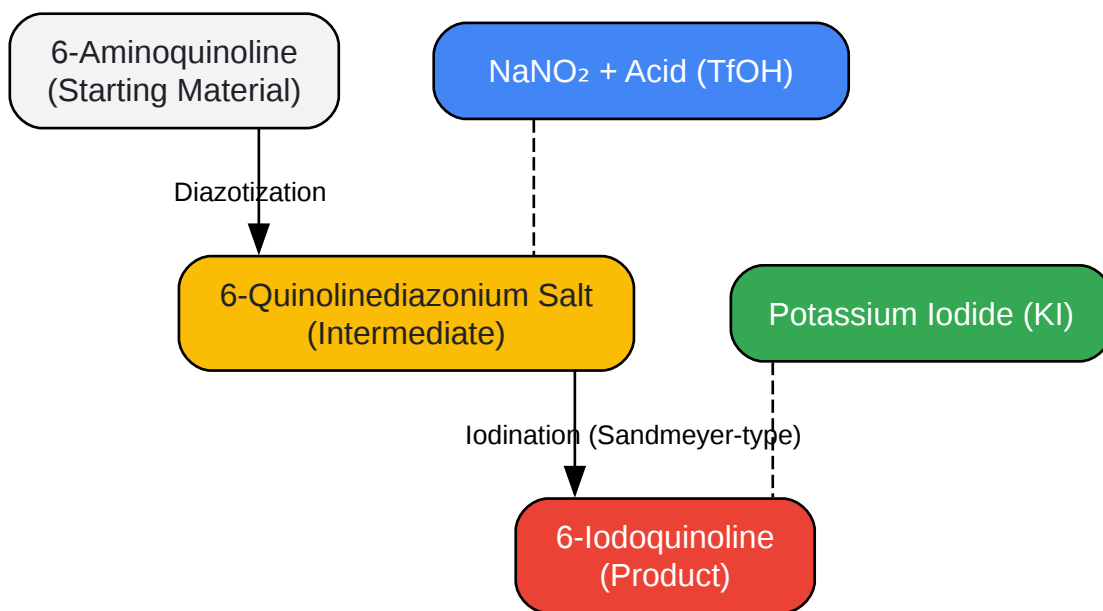 6-Aminoquinoline
(Starting Material)
NaNO₂ + Acid (TfOH)
Diazotization
6-Quinolinediazonium Salt
(Intermediate)
Potassium Iodide (KI)
Iodination (Sandmeyer-type)
6-Iodoquinoline
(Product)